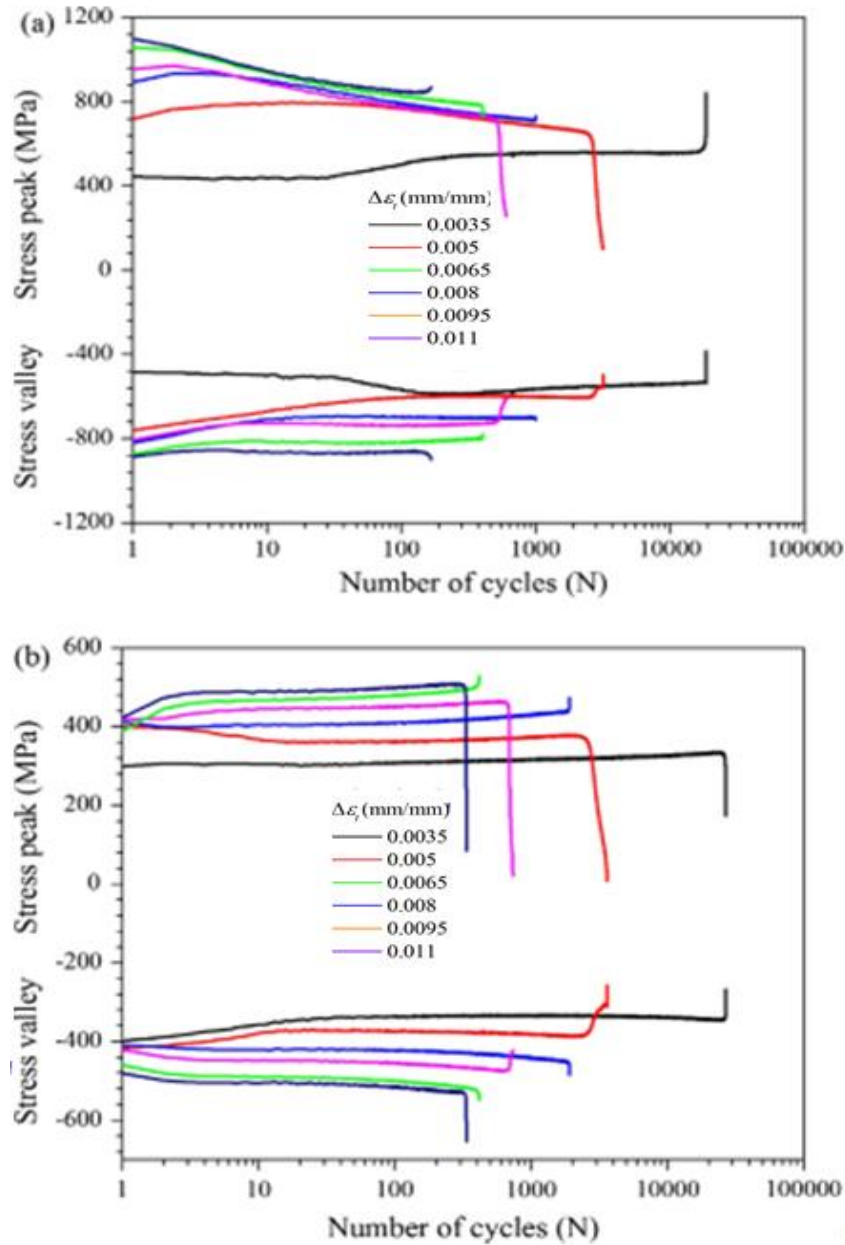 (a)
1200
800
400
0
-400
-800
-1200
Stress peak (MPa)
Stress valley
Δεt (mm/mm)
0.0035
0.005
0.0065
0.008
0.0095
0.011
1 10 100 1000 10000 100000
Number of cycles (N)
(b)
600
400
200
0
-200
-400
-600
Stress peak (MPa)
Stress valley
Δεt (mm/mm)
0.0035
0.005
0.0065
0.008
0.0095
0.011
1 10 100 1000 10000 100000
Number of cycles (N)